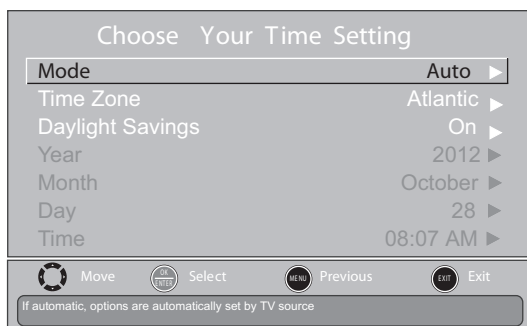 Choose Your Time Setting
Mode Auto
Time Zone Atlantic
Daylight Savings On
Year 2012
Month October
Day 28
Time 08:07 AM
Move OK ENTER Select MENU Previous EXIT Exit
If automatic, options are automatically set by TV source